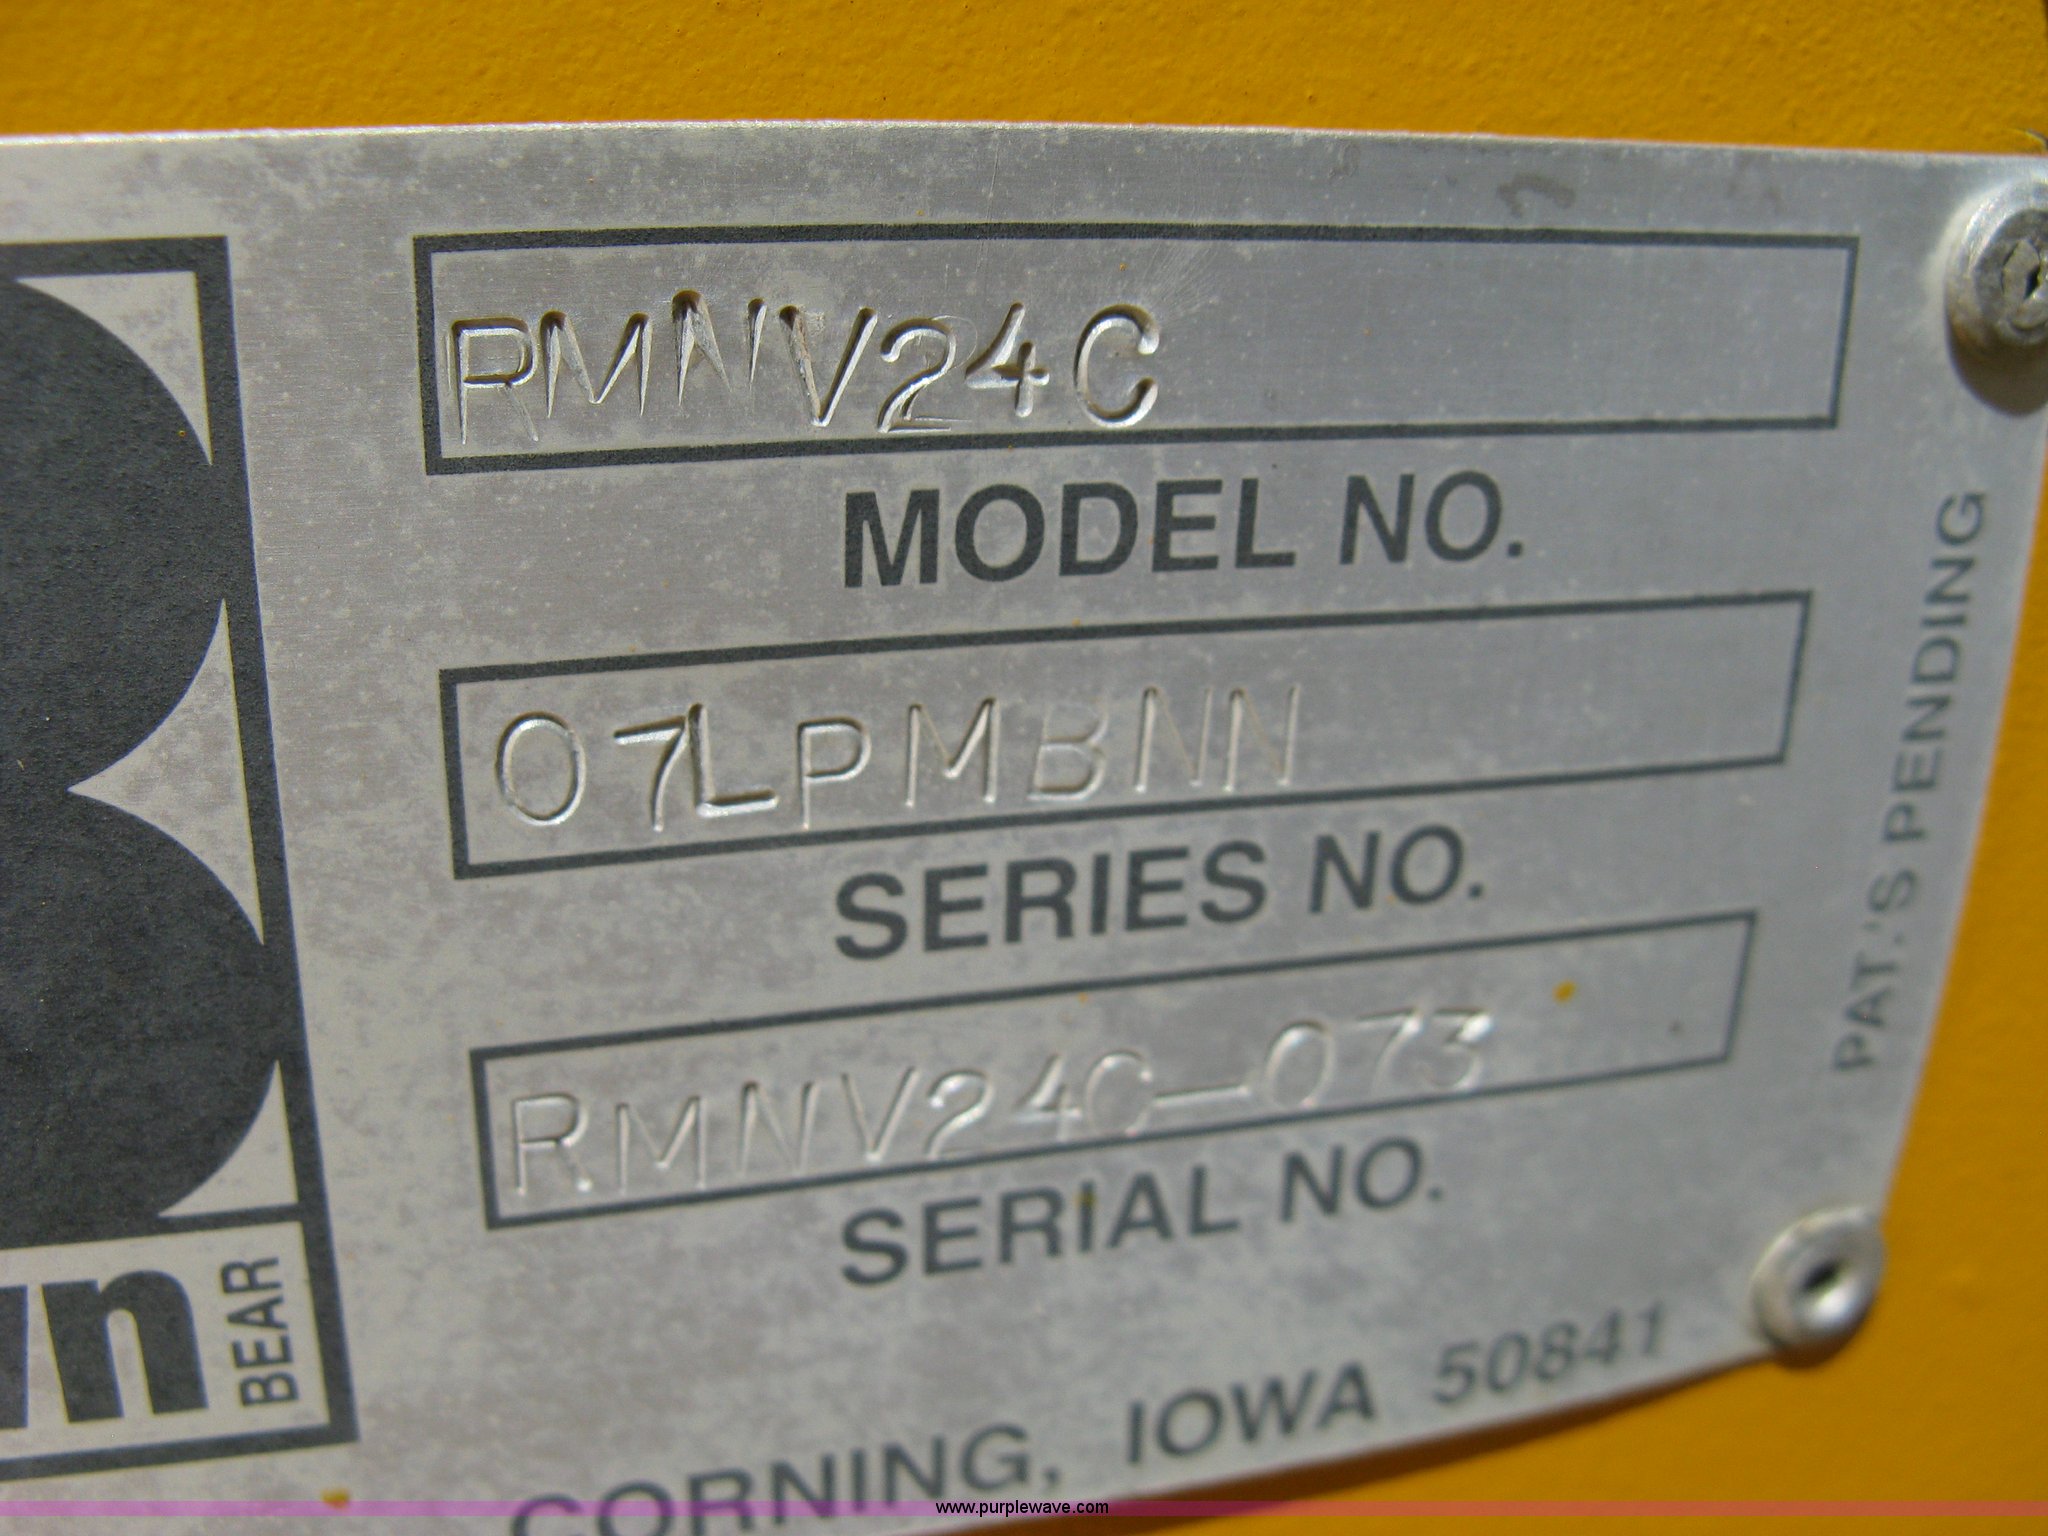 RMNV24C
MODEL NO.
07LPMBNN
SERIES NO.
RMNV24C-073
SERIAL NO.
PAT.'S PENDING
wn
BEAR
CORNING, IOWA 50841
www.purplewave.com